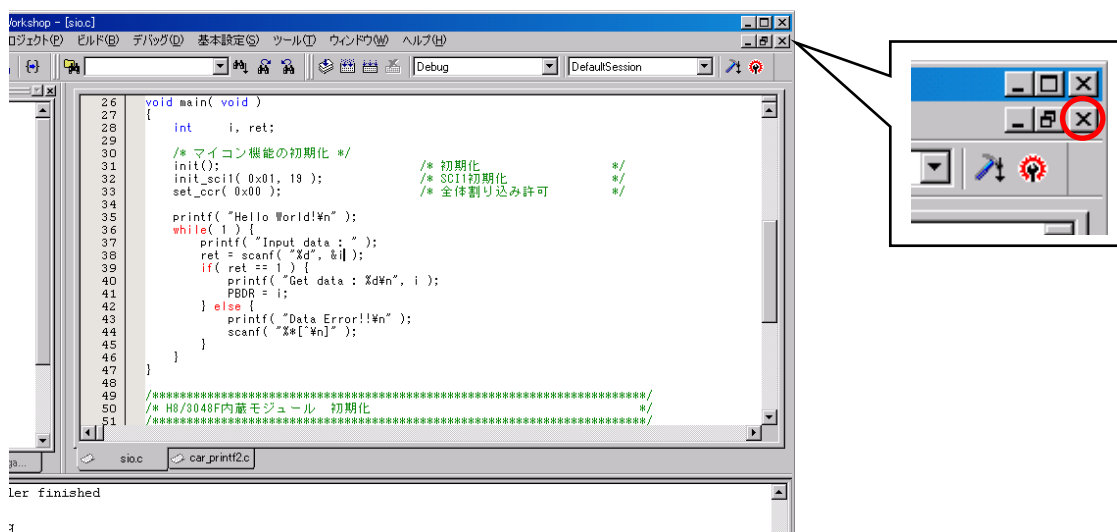 Workshop - [sio.c]
ロジェクト(P) ビルド(B) デバッグ(D) 基本設定(S) ツール(T) ウィンドウ(W) ヘルプ(H)
Debug DefaultSession
26 void main( void )
27 {
28 int i, ret;
29
30 /* マイコン機能の初期化 */
31 init(); /* 初期化 */
32 init_sci1( 0x01, 19 ); /* SCI1初期化 */
33 set_ccr( 0x00 ); /* 全体割り込み許可 */
34
35 printf( "Hello World!¥n" );
36 while( 1 ) {
37 printf( "Input data : " );
38 ret = scanf( "%d", &i );
39 if( ret == 1 ) {
40 printf( "Get data : %d¥n", i );
41 PBDR = i;
42 } else {
43 printf( "Data Error!!¥n" );
44 scanf( "%*[^¥n]" );
45 }
46 }
47 }
48
49 /************************************************************************/
50 /* H8/3048F内蔵モジュール 初期化 */
51 /************************************************************************/
sio.c car_printf2.c
ler finished